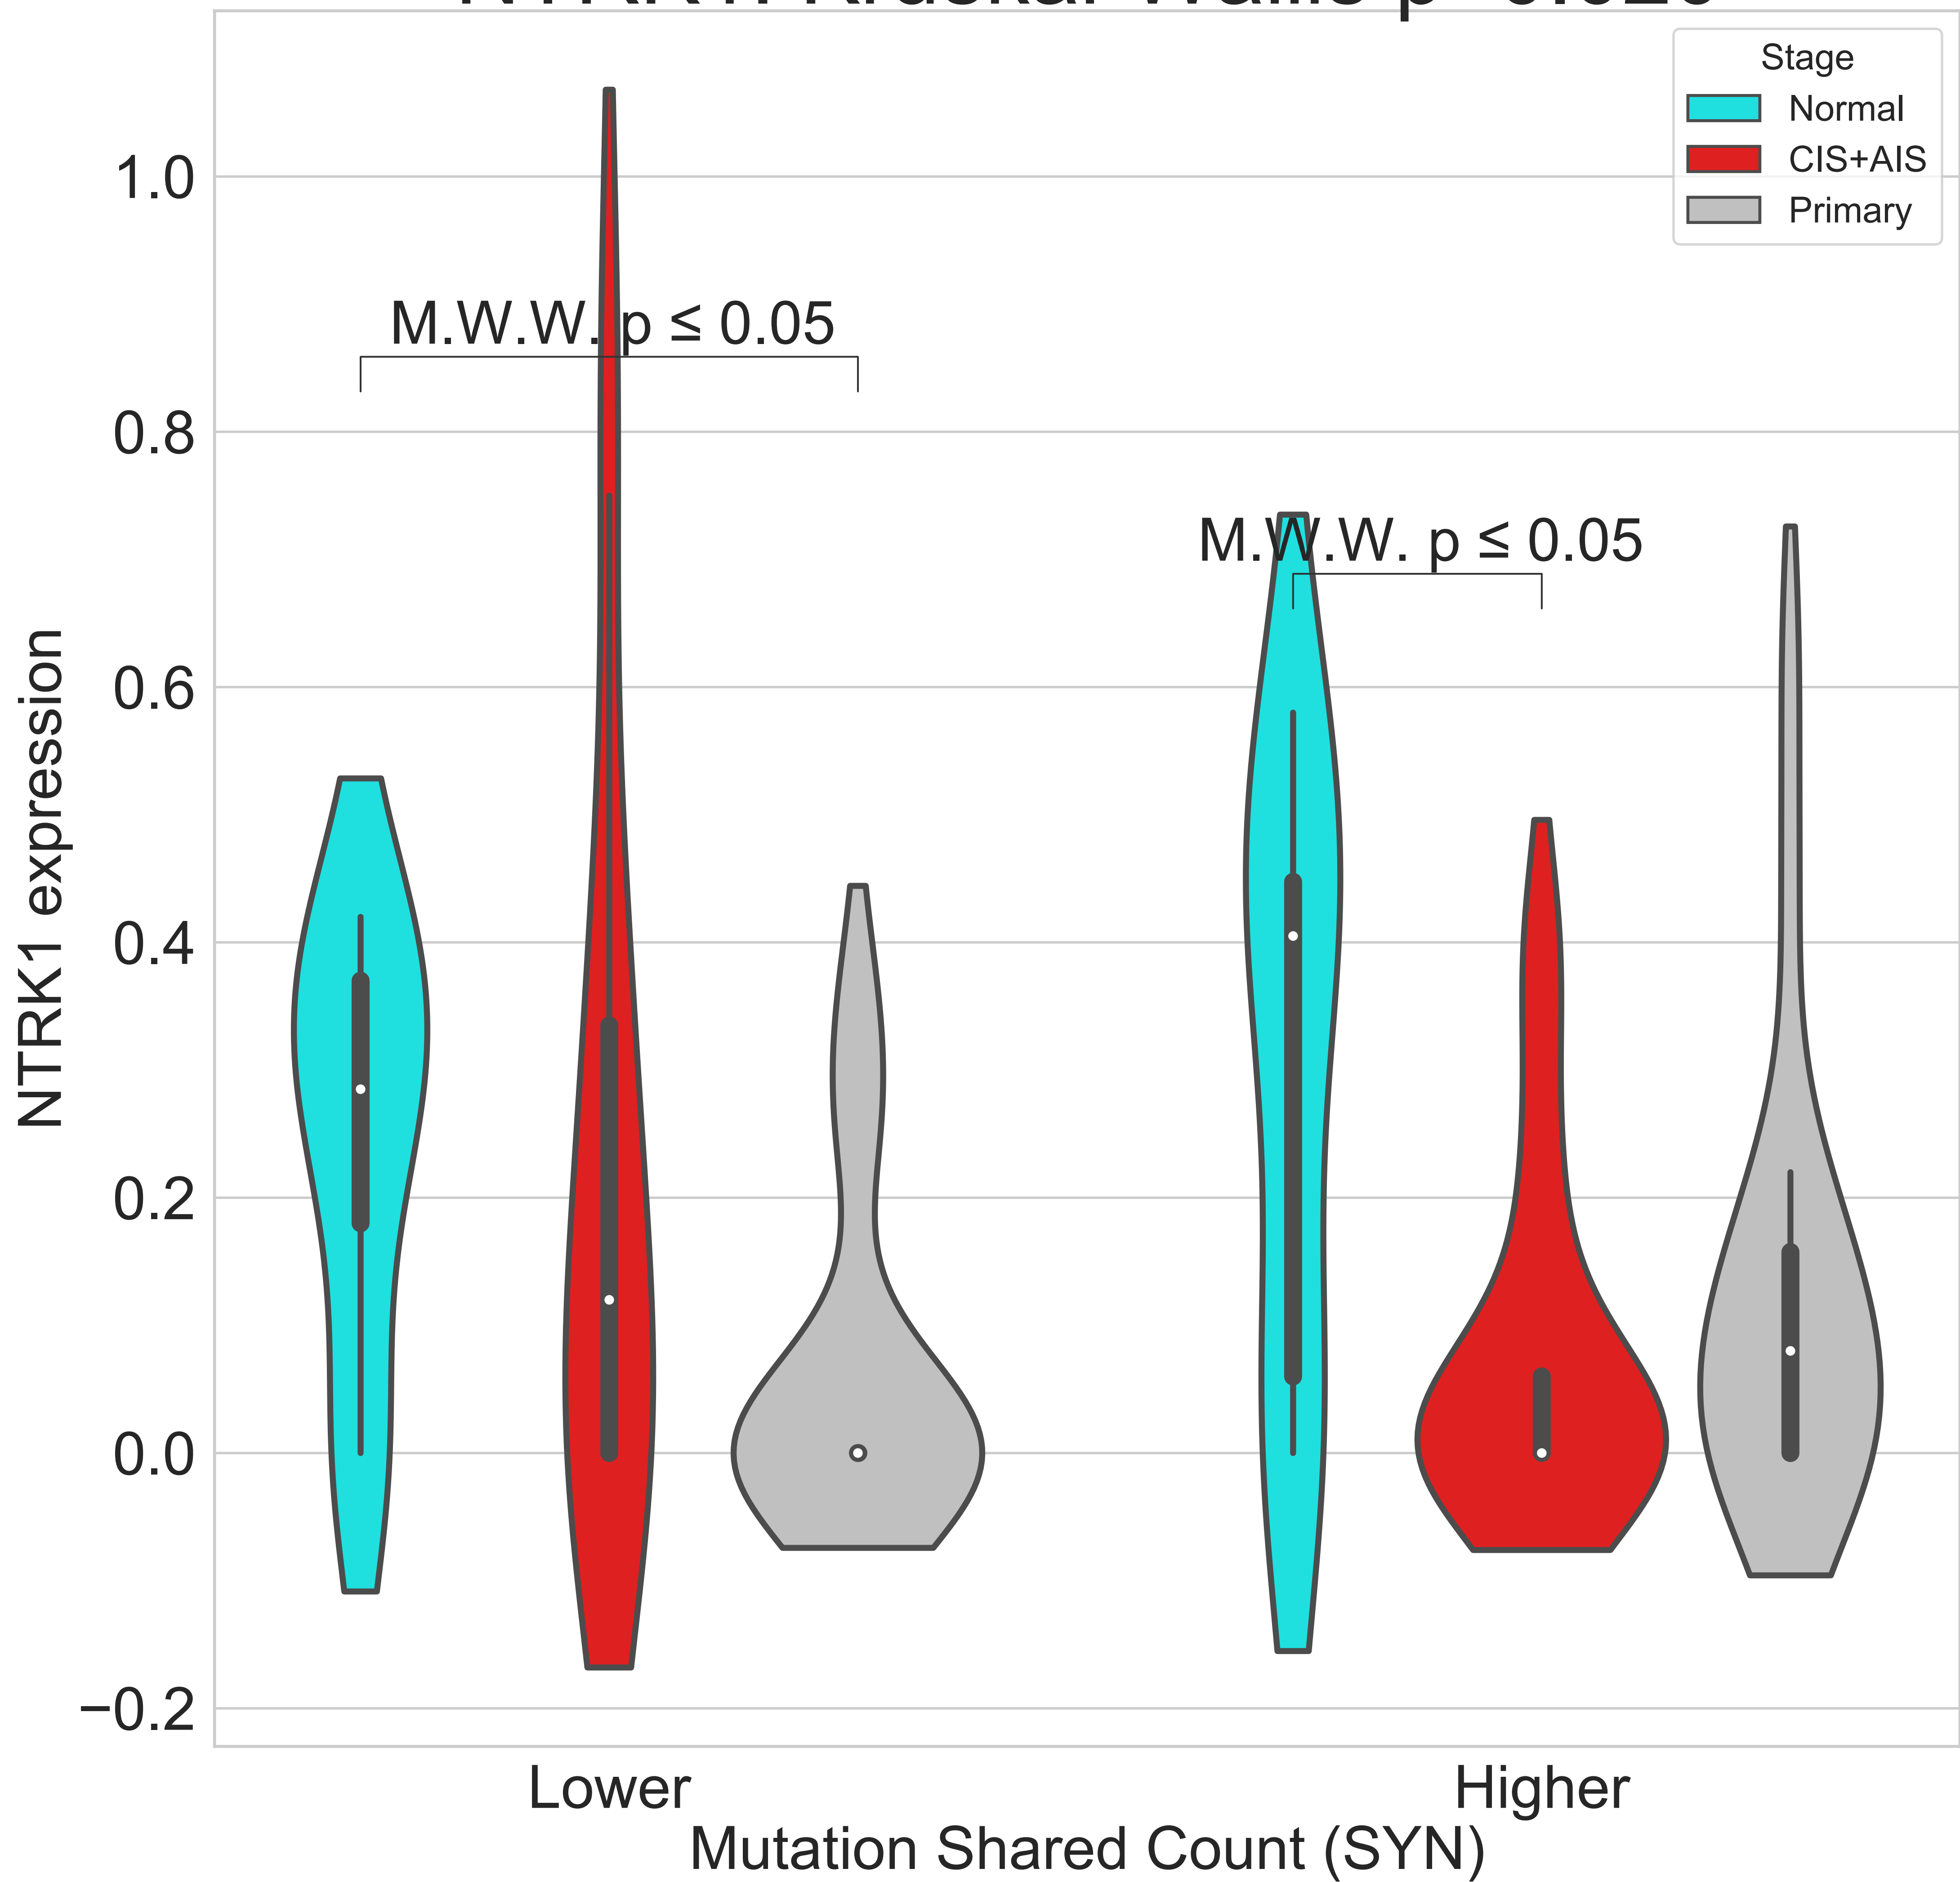 Stage
Normal
CIS+AIS
Primary
1.0
0.8
0.6
0.4
0.2
0.0
−0.2
M.W.W. p ≤ 0.05
M.W.W. p ≤ 0.05
NTRK1 expression
Lower
Higher
Mutation Shared Count (SYN)